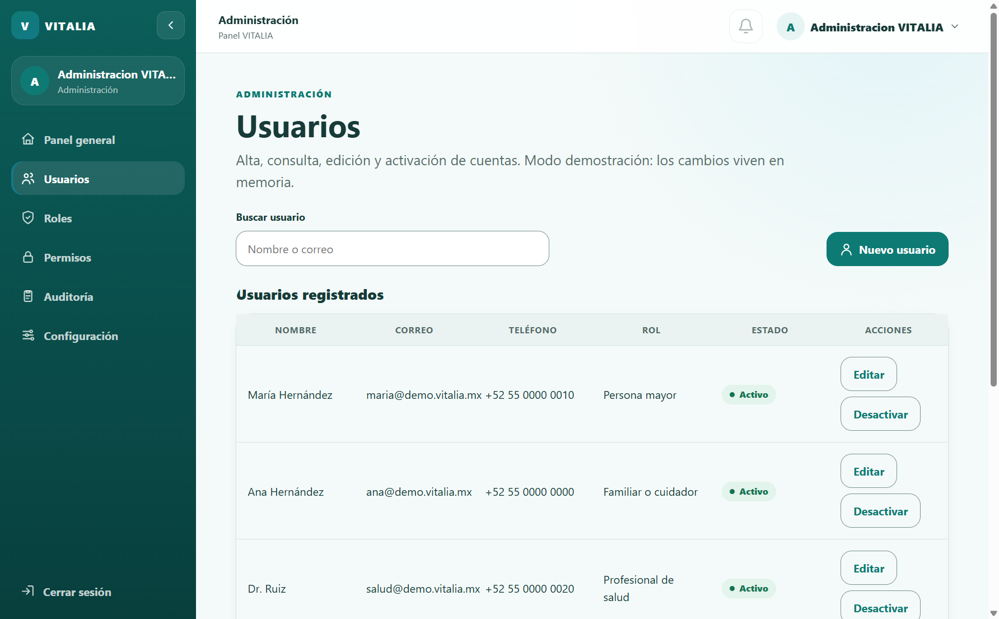 V VITALIA
A Administracion VITA...
Administración
Panel general
Usuarios
Roles
Permisos
Auditoría
Configuración
Cerrar sesión
Administración
Panel VITALIA
A Administracion VITALIA
ADMINISTRACIÓN
Usuarios
Alta, consulta, edición y activación de cuentas. Modo demostración: los cambios viven en
memoria.
Buscar usuario
Nombre o correo
Nuevo usuario
Usuarios registrados
NOMBRE CORREO TELÉFONO ROL ESTADO ACCIONES
María Hernández maria@demo.vitalia.mx +52 55 0000 0010 Persona mayor Activo Editar
Desactivar
Ana Hernández ana@demo.vitalia.mx +52 55 0000 0000 Familiar o cuidador Activo Editar
Desactivar
Dr. Ruiz salud@demo.vitalia.mx +52 55 0000 0020 Profesional de
salud Activo Editar
Desactivar